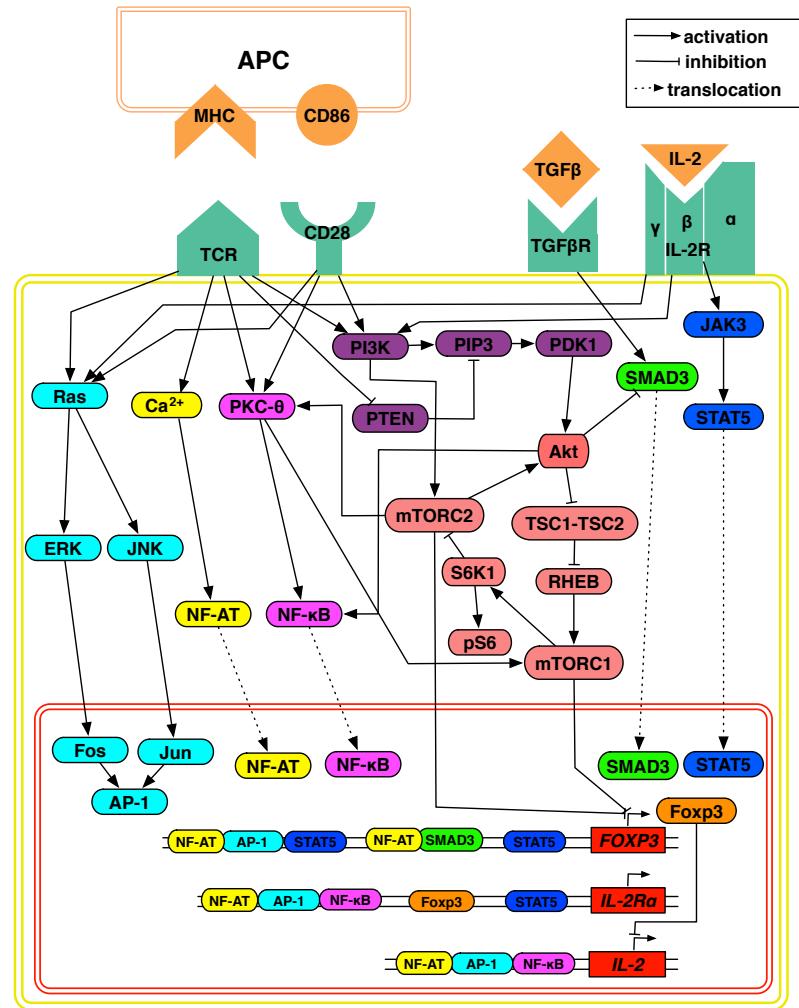 APC
MHC
CD86
activation
inhibition
translocation
TGFβ
IL-2
TCR
CD28
TGFβR
γ
β
α
IL-2R
JAK3
PI3K
PIP3
PDK1
SMAD3
Ras
Ca2+
PKC-θ
PTEN
STAT5
Akt
mTORC2
TSC1-TSC2
ERK
JNK
S6K1
RHEB
NF-AT
NF-κB
pS6
mTORC1
Fos
Jun
NF-AT
NF-κB
SMAD3
STAT5
AP-1
Foxp3
NF-AT
AP-1
STAT5
NF-AT
SMAD3
STAT5
FOXP3
NF-AT
AP-1
NF-κB
Foxp3
STAT5
IL-2Rα
NF-AT
AP-1
NF-κB
IL-2